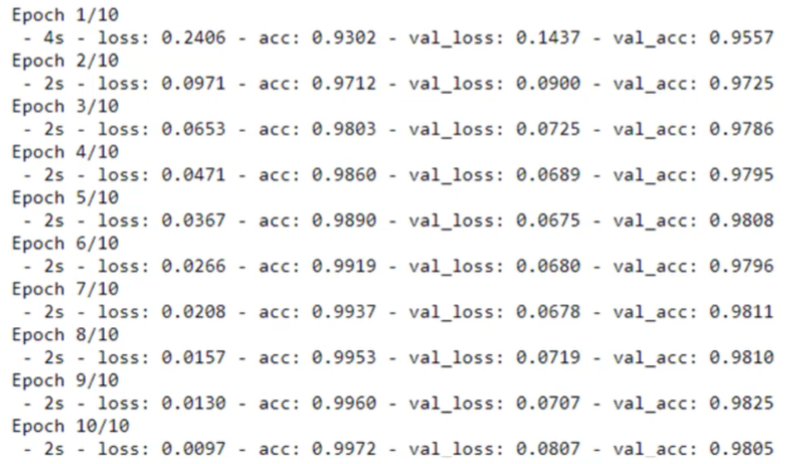 Epoch 1/10
- 4s - loss: 0.2406 - acc: 0.9302 - val_loss: 0.1437 - val_acc: 0.9557
Epoch 2/10
- 2s - loss: 0.0971 - acc: 0.9712 - val_loss: 0.0900 - val_acc: 0.9725
Epoch 3/10
- 2s - loss: 0.0653 - acc: 0.9803 - val_loss: 0.0725 - val_acc: 0.9786
Epoch 4/10
- 2s - loss: 0.0471 - acc: 0.9860 - val_loss: 0.0689 - val_acc: 0.9795
Epoch 5/10
- 2s - loss: 0.0367 - acc: 0.9890 - val_loss: 0.0675 - val_acc: 0.9808
Epoch 6/10
- 2s - loss: 0.0266 - acc: 0.9919 - val_loss: 0.0680 - val_acc: 0.9796
Epoch 7/10
- 2s - loss: 0.0208 - acc: 0.9937 - val_loss: 0.0678 - val_acc: 0.9811
Epoch 8/10
- 2s - loss: 0.0157 - acc: 0.9953 - val_loss: 0.0719 - val_acc: 0.9810
Epoch 9/10
- 2s - loss: 0.0130 - acc: 0.9960 - val_loss: 0.0707 - val_acc: 0.9825
Epoch 10/10
- 2s - loss: 0.0097 - acc: 0.9972 - val_loss: 0.0807 - val_acc: 0.9805